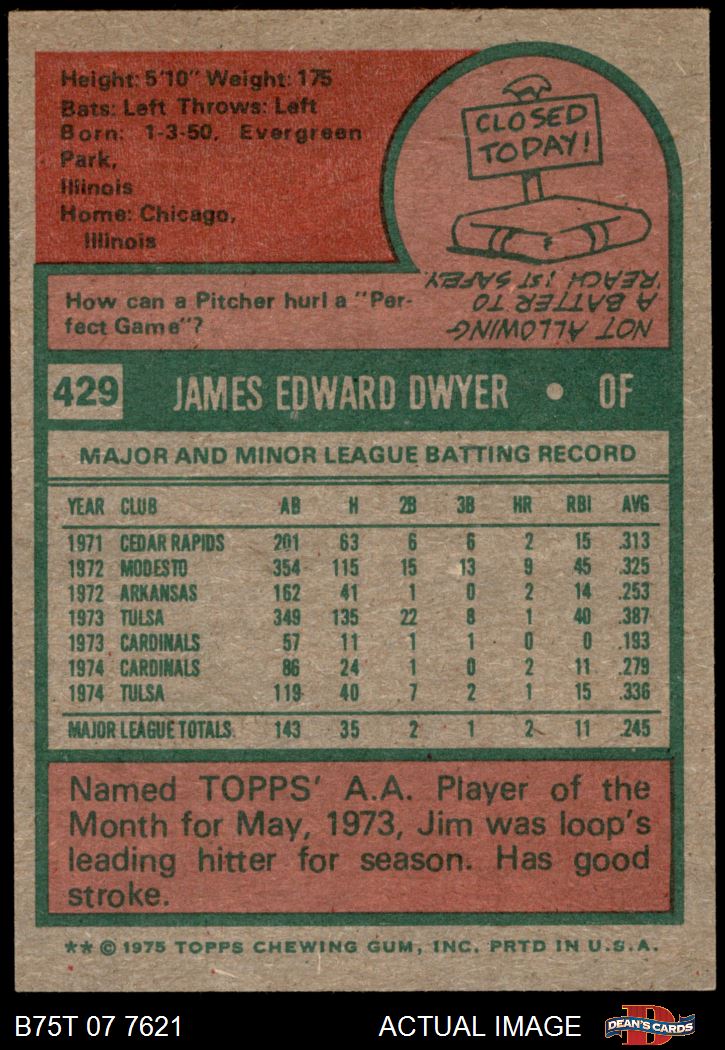 Height: 5'10" Weight: 175
Bats: Left Throws: Left
Born: 1-3-50, Evergreen
Park,
Illinois
Home: Chicago,
Illinois
CLOSED
TODAY!
How can a Pitcher hurl a "Per-
fect Game"?
NOT ALLOWING
A BATTER TO
REACH 1ST SAFELY.
429 JAMES EDWARD DWYER • OF
MAJOR AND MINOR LEAGUE BATTING RECORD
YEAR CLUB AB H 2B 3B HR RBI AVG
1971 CEDAR RAPIDS 201 63 6 6 2 15 .313
1972 MODESTO 354 115 15 13 9 45 .325
1972 ARKANSAS 162 41 1 0 2 14 .253
1973 TULSA 349 135 22 8 1 40 .387
1973 CARDINALS 57 11 1 1 0 0 .193
1974 CARDINALS 86 24 1 0 2 11 .279
1974 TULSA 119 40 7 2 1 15 .336
MAJOR LEAGUE TOTALS. 143 35 2 1 2 11 .245
Named TOPPS' A.A. Player of the
Month for May, 1973, Jim was loop's
leading hitter for season. Has good
stroke.
** © 1975 TOPPS CHEWING GUM, INC. PRTD IN U.S.A.
B75T 07 7621 ACTUAL IMAGE
D
DEAN'S CARDS